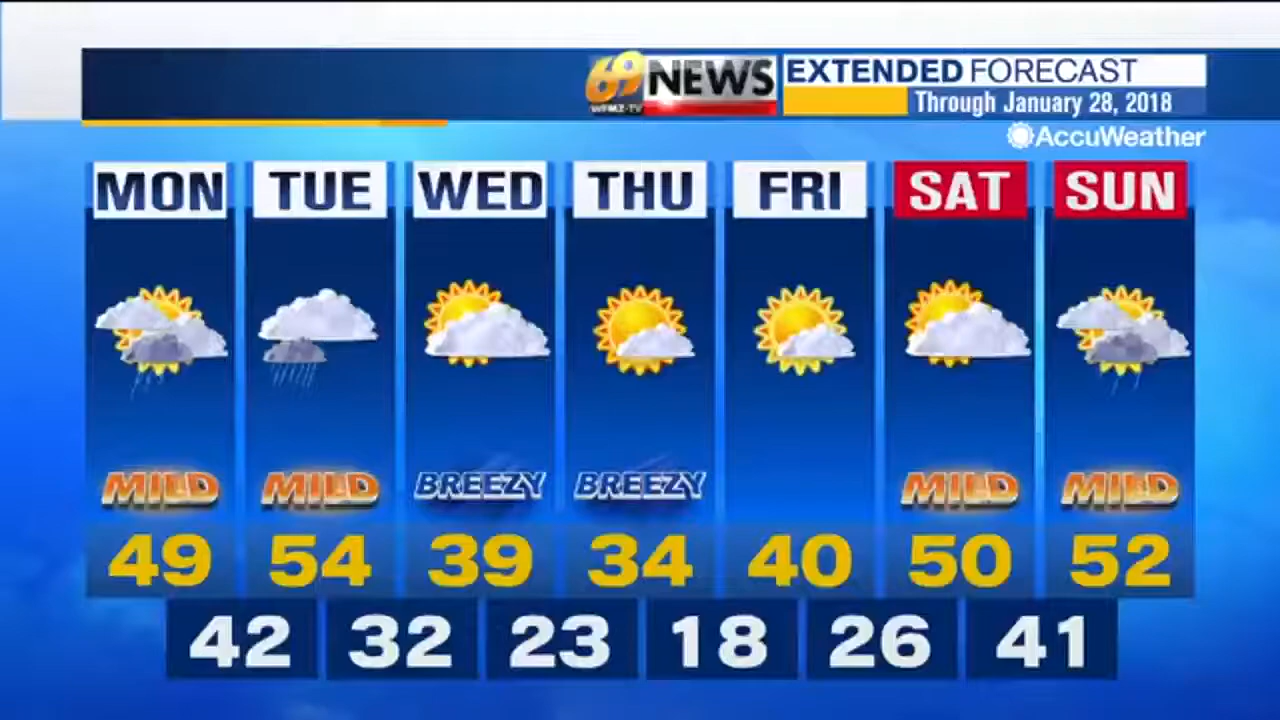 69 NEWS
WFMZ-TV
EXTENDED FORECAST
Through January 28, 2018
AccuWeather
MON TUE WED THU FRI SAT SUN
MILD MILD BREEZY BREEZY MILD MILD
49 54 39 34 40 50 52
42 32 23 18 26 41